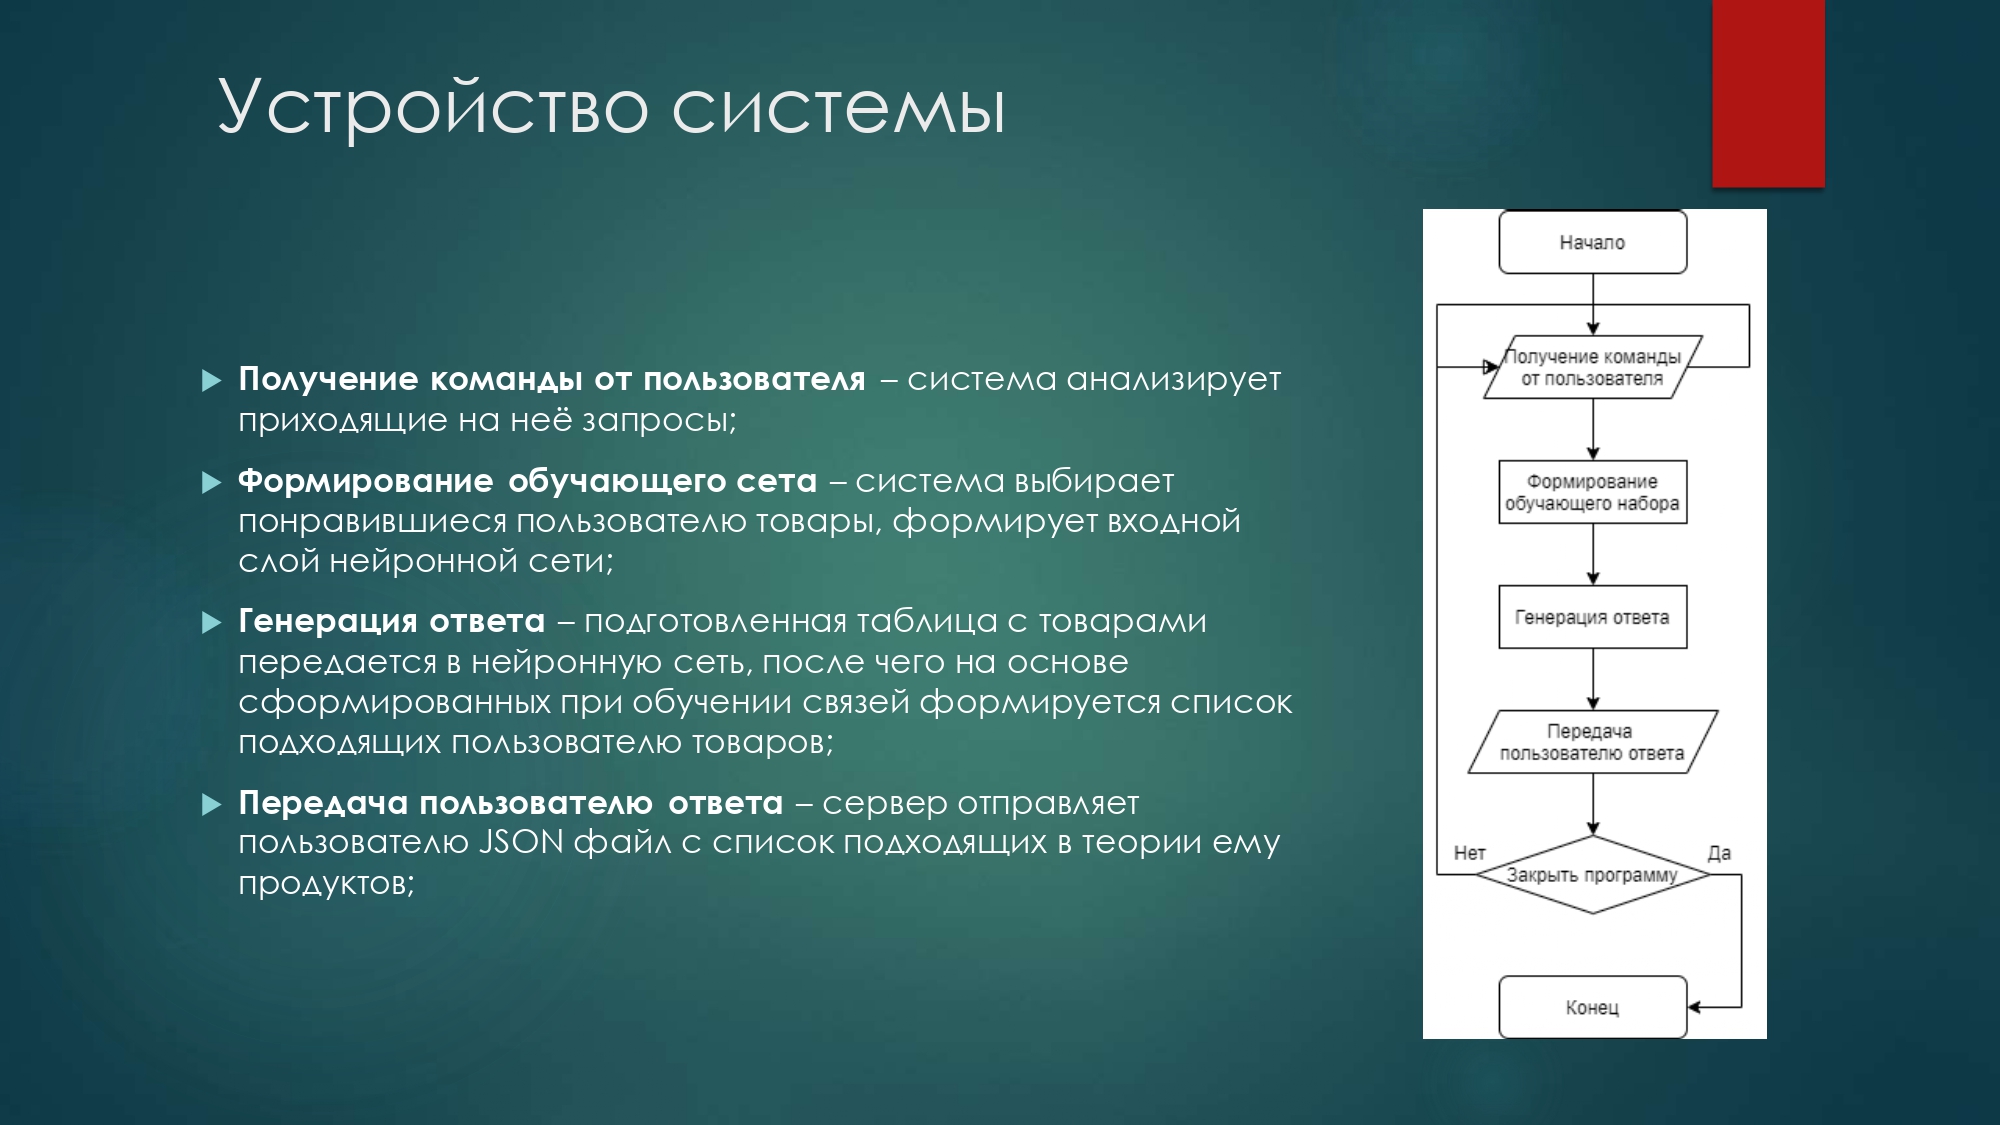 Устройство системы
Получение команды от пользователя – система анализирует
приходящие на неё запросы;
Формирование обучающего сета – система выбирает
понравившиеся пользователю товары, формирует входной
слой нейронной сети;
Генерация ответа – подготовленная таблица с товарами
передается в нейронную сеть, после чего на основе
сформированных при обучении связей формируется список
подходящих пользователю товаров;
Передача пользователю ответа – сервер отправляет
пользователю JSON файл с список подходящих в теории ему
продуктов;
Начало
Получение команды
от пользователя
Формирование
обучающего набора
Генерация ответа
Передача
пользователю ответа
Нет
Да
Закрыть программу
Конец